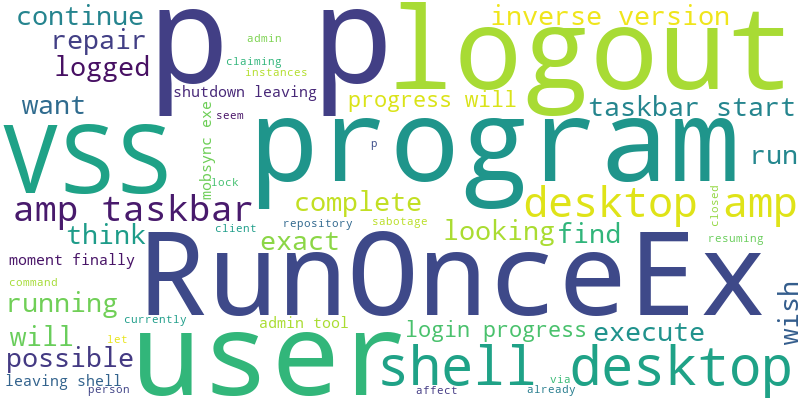 continue
p p
logout
inverse version
repair
admin
logged
claiming
instances
shutdown leaving
progress will
want
mobsync exe
seem
taskbar start
VSS
program
p
run
lock
amp taskbar
complete
desktop amp
closed
think
client
repository
sabotage
exact
looking
find
resuming
moment finally
RunOnceEx
command
running
wish
currently
admin tool
login progress
execute
will
let
user
possible
shell
desktop
leaving shell
person
affect
via
already